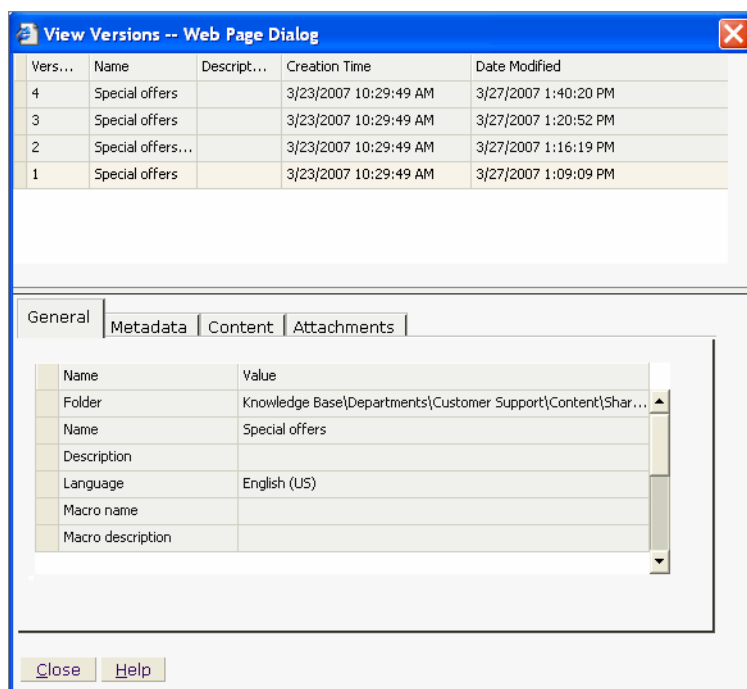 View Versions -- Web Page Dialog
Vers... Name Descript... Creation Time Date Modified
4 Special offers 3/23/2007 10:29:49 AM 3/27/2007 1:40:20 PM
3 Special offers 3/23/2007 10:29:49 AM 3/27/2007 1:20:52 PM
2 Special offers... 3/23/2007 10:29:49 AM 3/27/2007 1:16:19 PM
1 Special offers 3/23/2007 10:29:49 AM 3/27/2007 1:09:09 PM
General Metadata Content Attachments
Name Value
Folder Knowledge Base\Departments\Customer Support\Content\Shar...
Name Special offers
Description
Language English (US)
Macro name
Macro description
Close Help